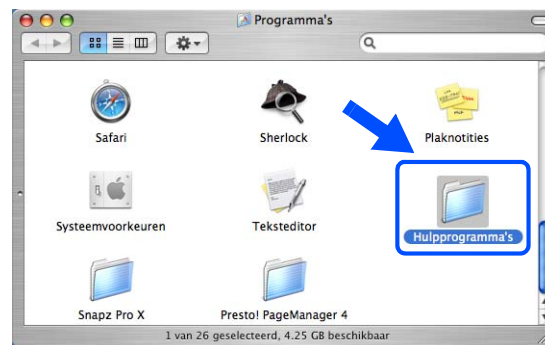 Programma's
Safari
Sherlock
Plaknotities
Systeemvoorkeuren
Teksteditor
Hulpprogramma's
Snapz Pro X
Presto! PageManager 4
1 van 26 geselecteerd, 4.25 GB beschikbaar